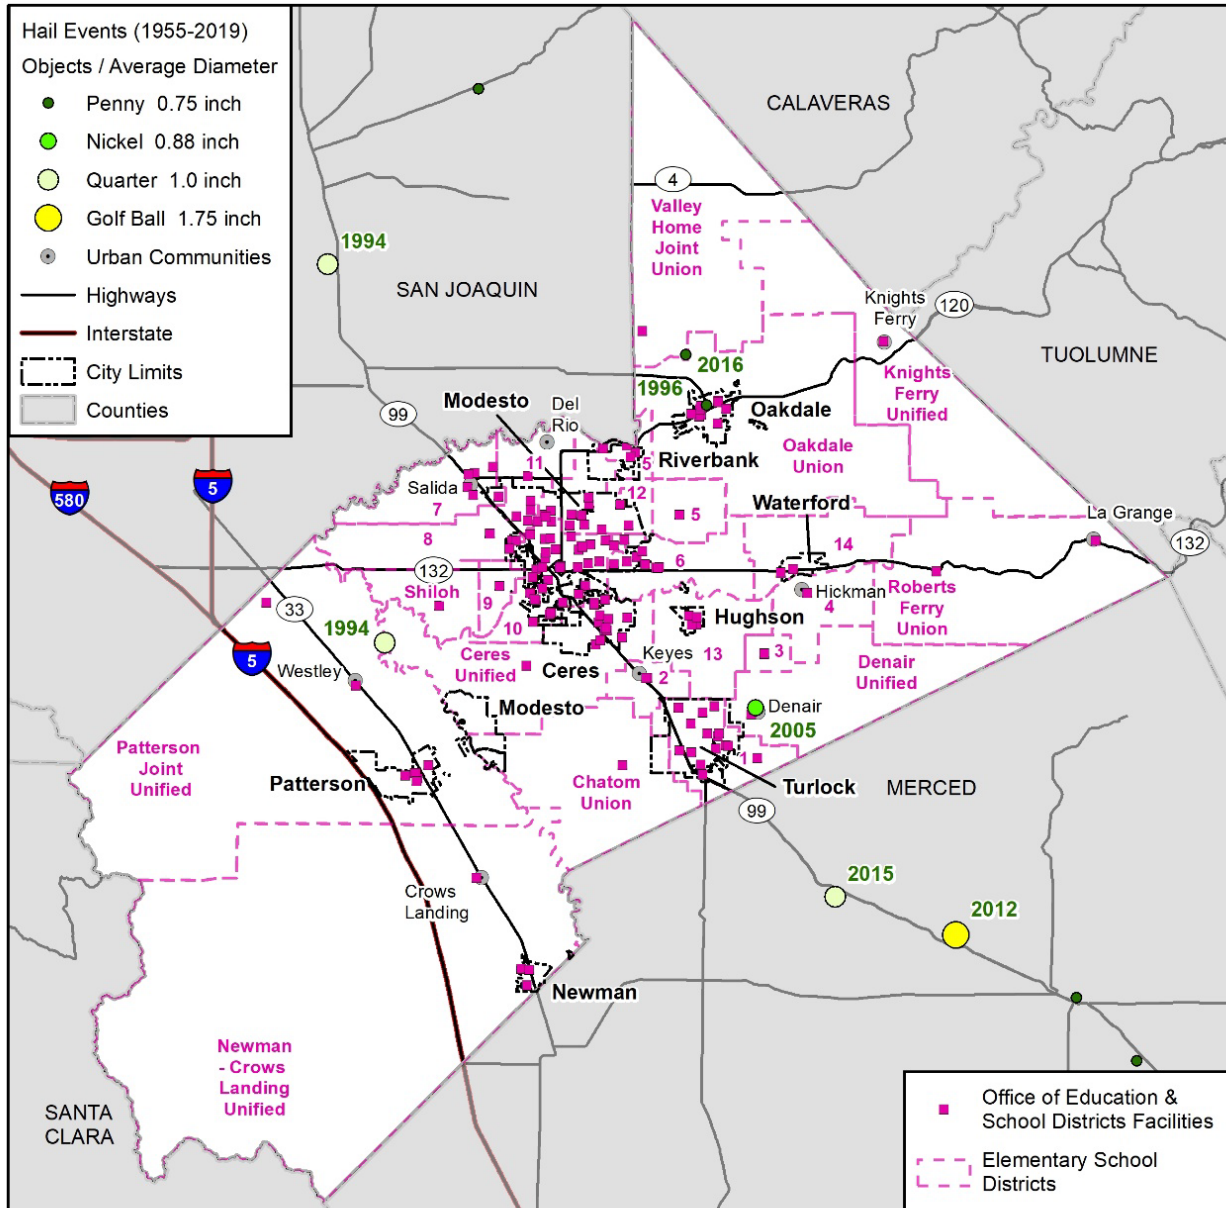 Hail Events (1955-2019)
Objects / Average Diameter
Penny 0.75 inch
Nickel 0.88 inch
Quarter 1.0 inch
Golf Ball 1.75 inch
Urban Communities
Highways
Interstate
City Limits
Counties
CALAVERAS
4
Valley
Home
Joint
Union
1994
SAN JOAQUIN
Knights
Ferry
120
TUOLUMNE
2016
1996
Knights
Ferry
Unified
99
Modesto
Del
Rio
Oakdale
Oakdale
Union
Riverbank
11
5
580
5
Salida
7
12
5
Waterford
La Grange
132
8
6
14
132
Shiloh
9
10
Hickman
4
Roberts
Ferry
Union
33
Hughson
1994
5
Westley
Ceres
Unified
Ceres
Keyes
2
13
3
Denair
Unified
Modesto
Denair
2005
Patterson
Joint
Unified
Patterson
Chatom
Union
1
Turlock
MERCED
99
Crows
Landing
2015
2012
Newman
Newman
- Crows
Landing
Unified
SANTA
CLARA
Office of Education &
School Districts Facilities
Elementary School
Districts